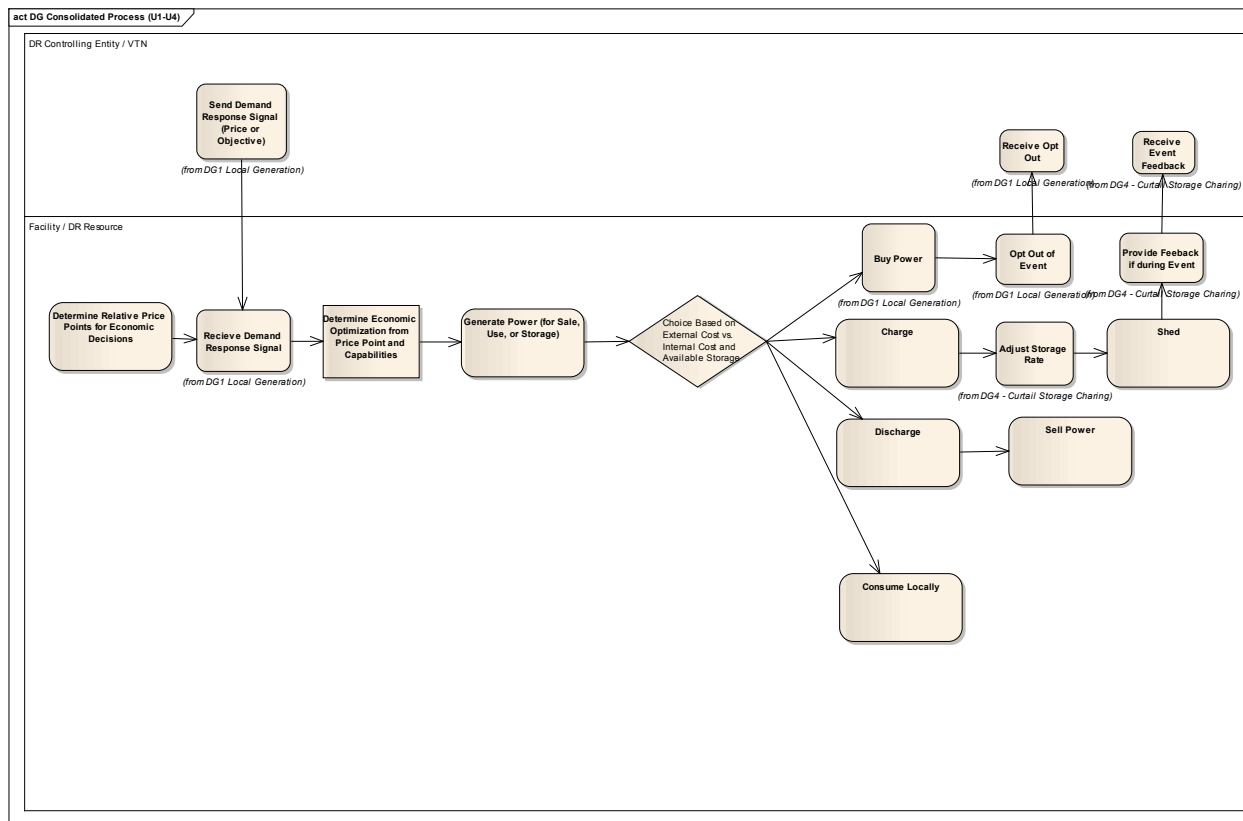 act DG Consolidated Process (U1-U4)
DR Controlling Entity / VTN
Send Demand
Response Signal
(Price or
Objective)
(from DG1 Local Generation)
Receive Opt
Out
(from DG1 Local Generation)
Receive
Event
Feedback
(from DG4 - Curtail Storage Charing)
Facility / DR Resource
Determine Relative Price
Points for Economic
Decisions
Recieve Demand
Response Signal
(from DG1 Local Generation)
Determine Economic
Optimization from
Price Point and
Capabilities
Generate Power (for Sale,
Use, or Storage)
Choice Based on
External Cost vs.
Internal Cost and
Available Storage
Buy Power
(from DG1 Local Generation)
Opt Out of
Event
(from DG1 Local Generation)
Provide Feeback
if during Event
(from DG4 - Curtail Storage Charing)
Charge
Adjust Storage
Rate
(from DG4 - Curtail Storage Charing)
Shed
Discharge
Sell Power
Consume Locally